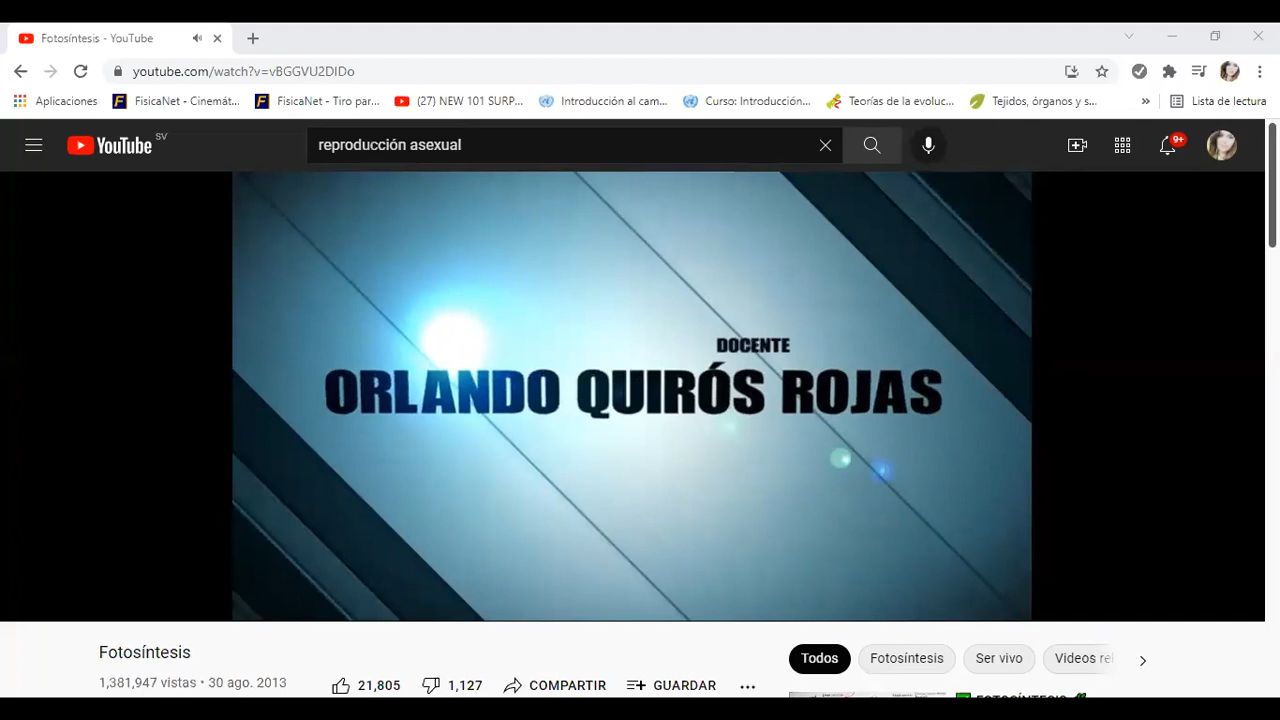 Fotosíntesis - YouTube
youtube.com/watch?v=vBGGVU2DIDo
Aplicaciones
FisicaNet - Cinemát...
FisicaNet - Tiro par...
(27) NEW 101 SURP...
Introducción al cam...
Curso: Introducción...
Teorías de la evoluc...
Tejidos, órganos y s...
»
Lista de lectura
YouTube SV
reproducción asexual
9+
DOCENTE
ORLANDO QUIRÓS ROJAS
Fotosíntesis
1,381,947 vistas • 30 ago. 2013
21,805
1,127
COMPARTIR
GUARDAR
Todos
Fotosíntesis
Ser vivo
Videos rel
FOTOSÍNTESIS